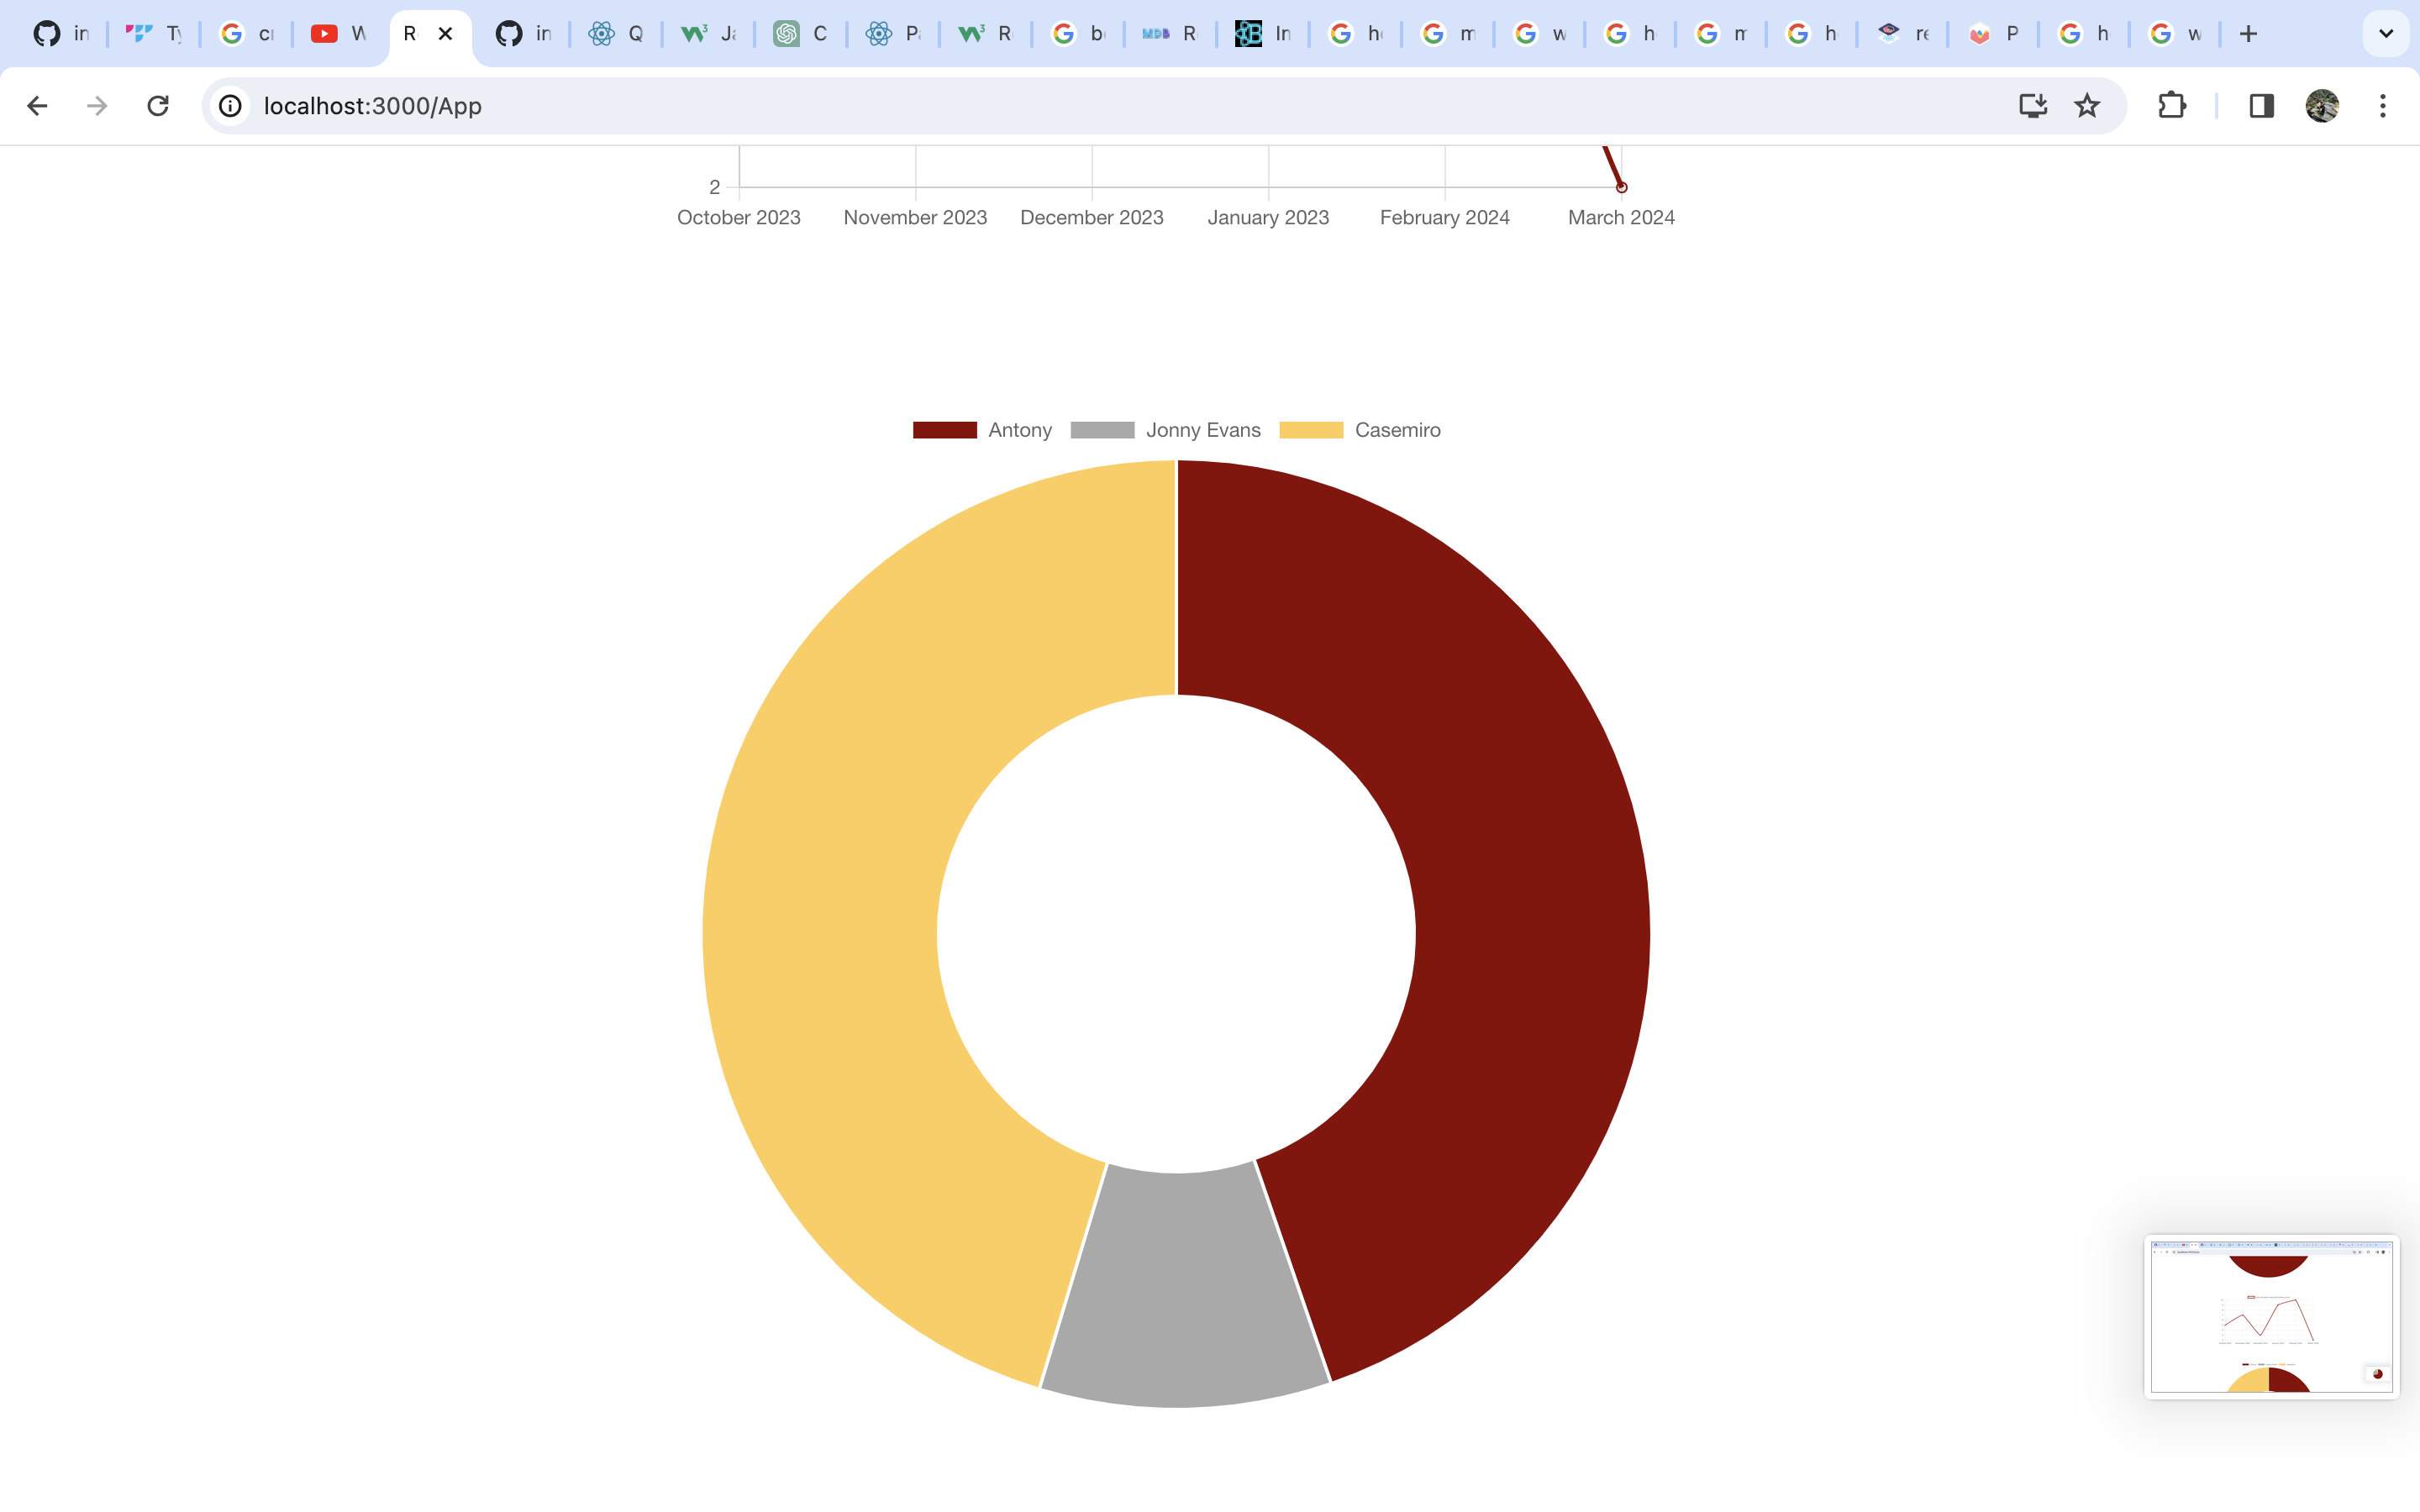 in Ty cr W R in Q Ja C Pa R b R In h m w h m h re P h w
localhost:3000/App
2
October 2023 November 2023 December 2023 January 2023 February 2024 March 2024
Antony Jonny Evans Casemiro